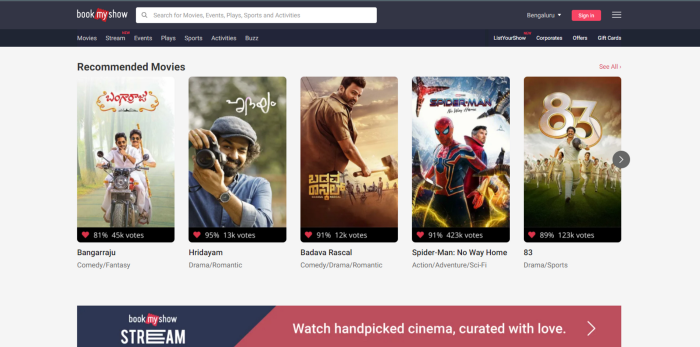 book my show
Search for Movies, Events, Plays, Sports and Activities
Bengaluru
Sign in
Movies
Stream
NEW
Events
Plays
Sports
Activities
Buzz
ListYourShow
NEW
Corporates
Offers
Gift Cards
Recommended Movies
See All ›
ಬಂಗಾರ್ರಾಜು
ഹൃദയം
ಬಡವ
ರಾಸ್ಕಲ್
SPIDER-MAN
No Way Home
83
81% 45k votes
95% 13k votes
91% 12k votes
91% 423k votes
89% 123k votes
Bangarraju
Hridayam
Badava Rascal
Spider-Man: No Way Home
83
Comedy/Fantasy
Drama/Romantic
Comedy/Drama/Romantic
Action/Adventure/Sci-Fi
Drama/Sports
book my show
STREAM
Watch handpicked cinema, curated with love.